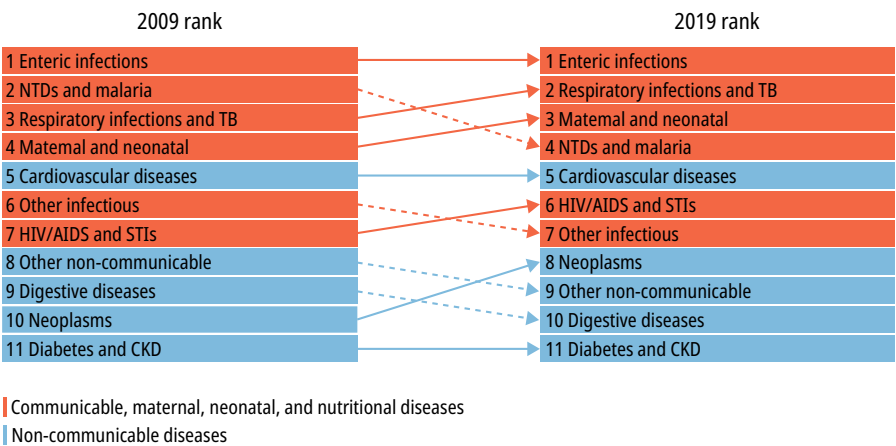 2009 rank
2019 rank
1 Enteric infections
2 NTDs and malaria
3 Respiratory infections and TB
4 Matemal and neonatal
5 Cardiovascular diseases
6 Other infectious
7 HIV/AIDS and STIs
8 Other non-communicable
9 Digestive diseases
10 Neoplasms
11 Diabetes and CKD
1 Enteric infections
2 Respiratory infections and TB
3 Matemal and neonatal
4 NTDs and malaria
5 Cardiovascular diseases
6 HIV/AIDS and STIs
7 Other infectious
8 Neoplasms
9 Other non-communicable
10 Digestive diseases
11 Diabetes and CKD
Communicable, maternal, neonatal, and nutritional diseases
Non-communicable diseases